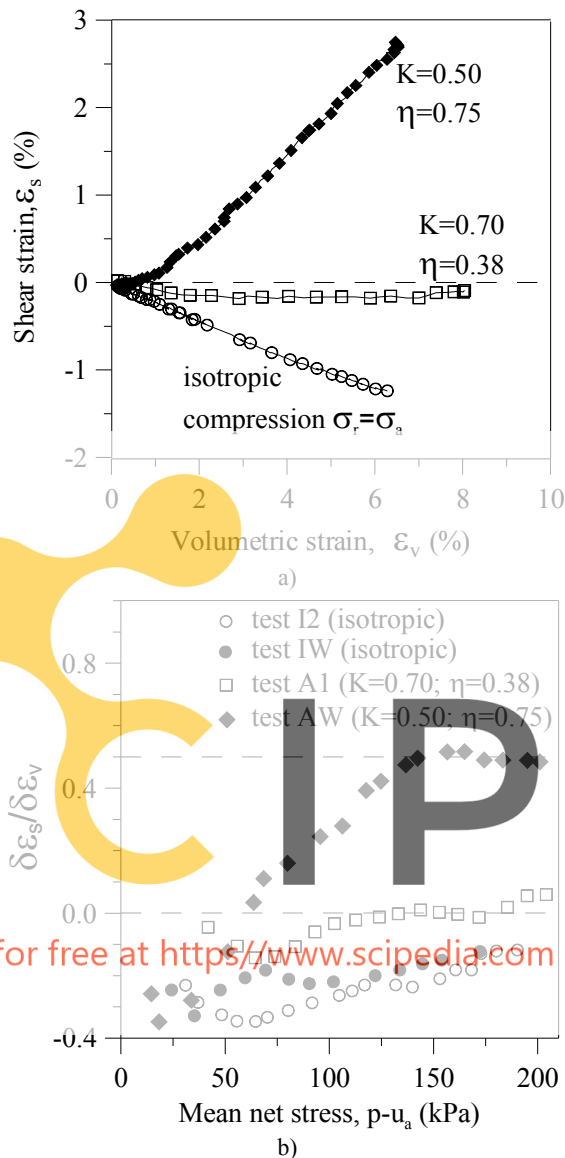 3
K=0.50
2
η=0.75
Shear strain,εs (%)
1
K=0.70
η=0.38
0
-1
isotropic
compression σr=σa
-2
0 2 4 6 8 10
Volumetric strain, εv (%)
a)
test I2 (isotropic)
test IW (isotropic)
0.8
test A1 (K=0.70; η=0.38)
test AW (K=0.50; η=0.75)
δεs/δεv
0.4
CIP
0.0
for free at https://www.scipedia.com
-0.4
0 50 100 150 200
Mean net stress, p-ua (kPa)
b)